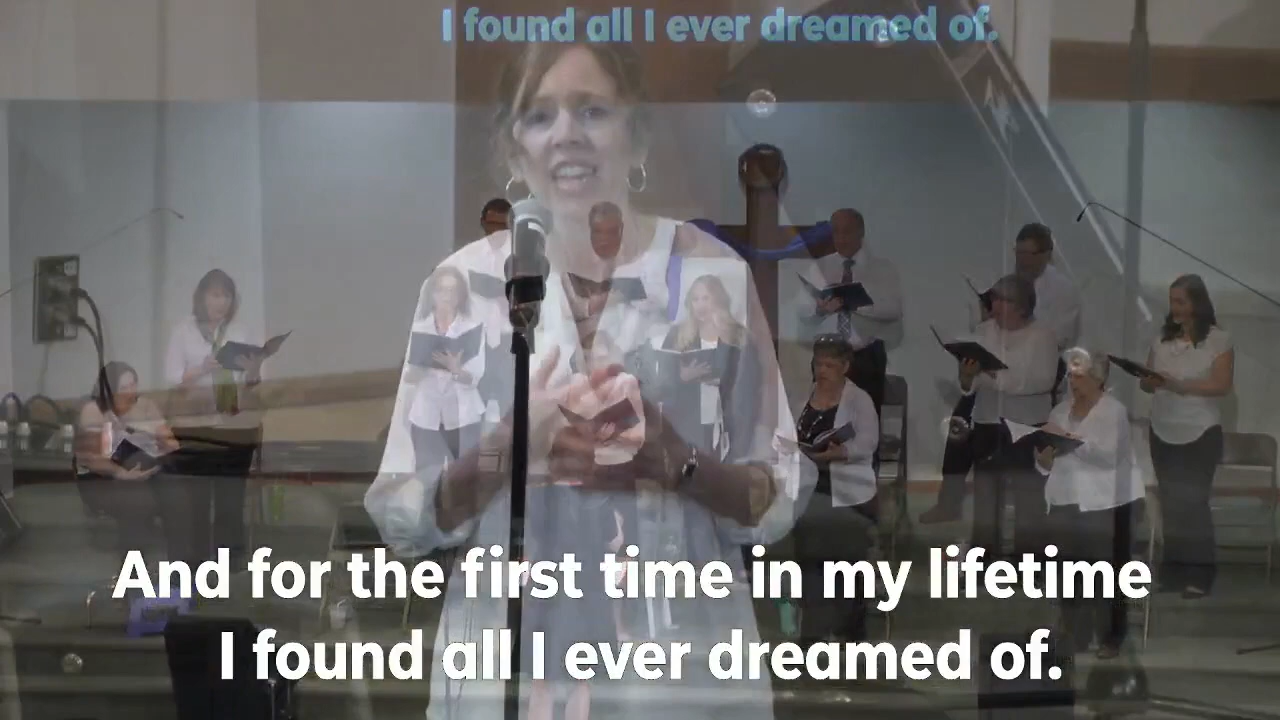 I found all I ever dreamed of.
And for the first time in my lifetime
I found all I ever dreamed of.